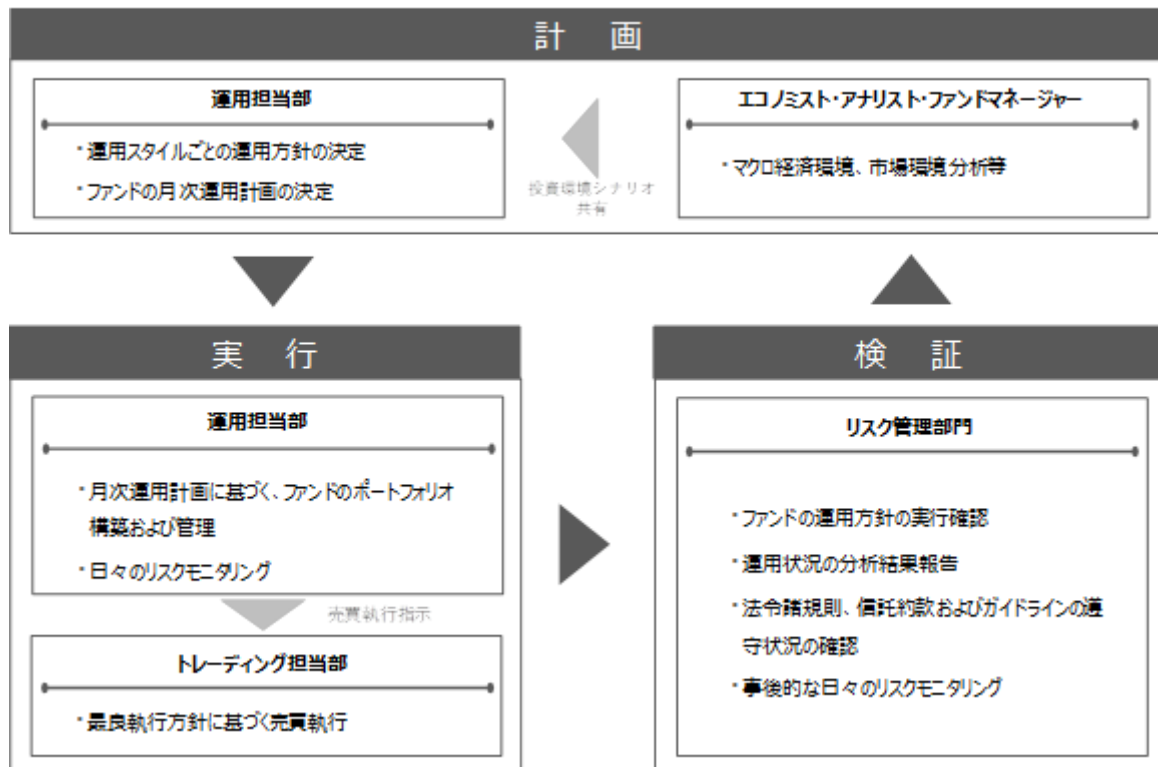 計 画
運用担当部
・運用スタイルごとの運用方針の決定
・ファンドの月次運用計画の決定
投資環境シナリオ
共有
エコノミスト・アナリスト・ファンドマネージャー
・マクロ経済環境、市場環境分析等
実 行
運用担当部
・月次運用計画に基づく、ファンドのポートフォリオ
構築および管理
・日々のリスクモニタリング
売買執行指示
トレーディング担当部
・最良執行方針に基づく売買執行
検 証
リスク管理部門
・ファンドの運用方針の実行確認
・運用状況の分析結果報告
・法令諸規則、信託約款およびガイドラインの遵
守状況の確認
・事後的な日々のリスクモニタリング